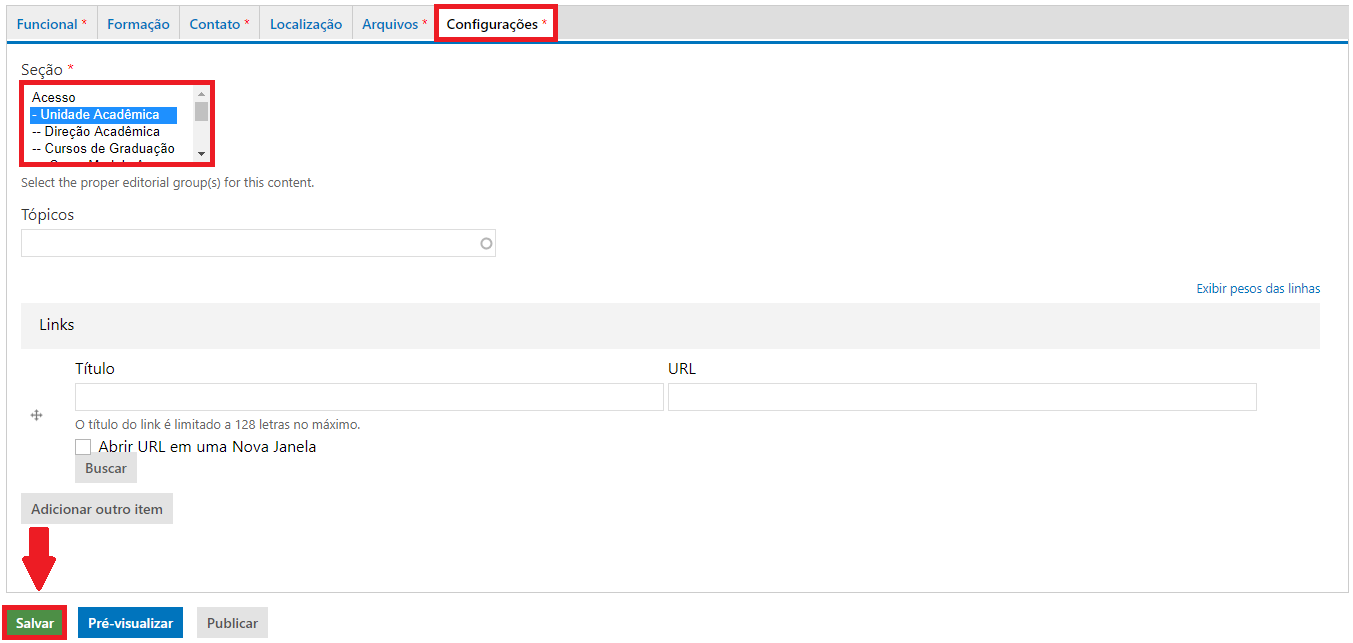 Funcional * Formação Contato * Localização Arquivos * Configurações *
Seção *
Acesso
- Unidade Acadêmica
-- Direção Acadêmica
-- Cursos de Graduação
Select the proper editorial group(s) for this content.
Tópicos
Exibir pesos das linhas
Links
Título URL
O título do link é limitado a 128 letras no máximo.
Abrir URL em uma Nova Janela
Buscar
Adicionar outro item
Salvar Pré-visualizar Publicar